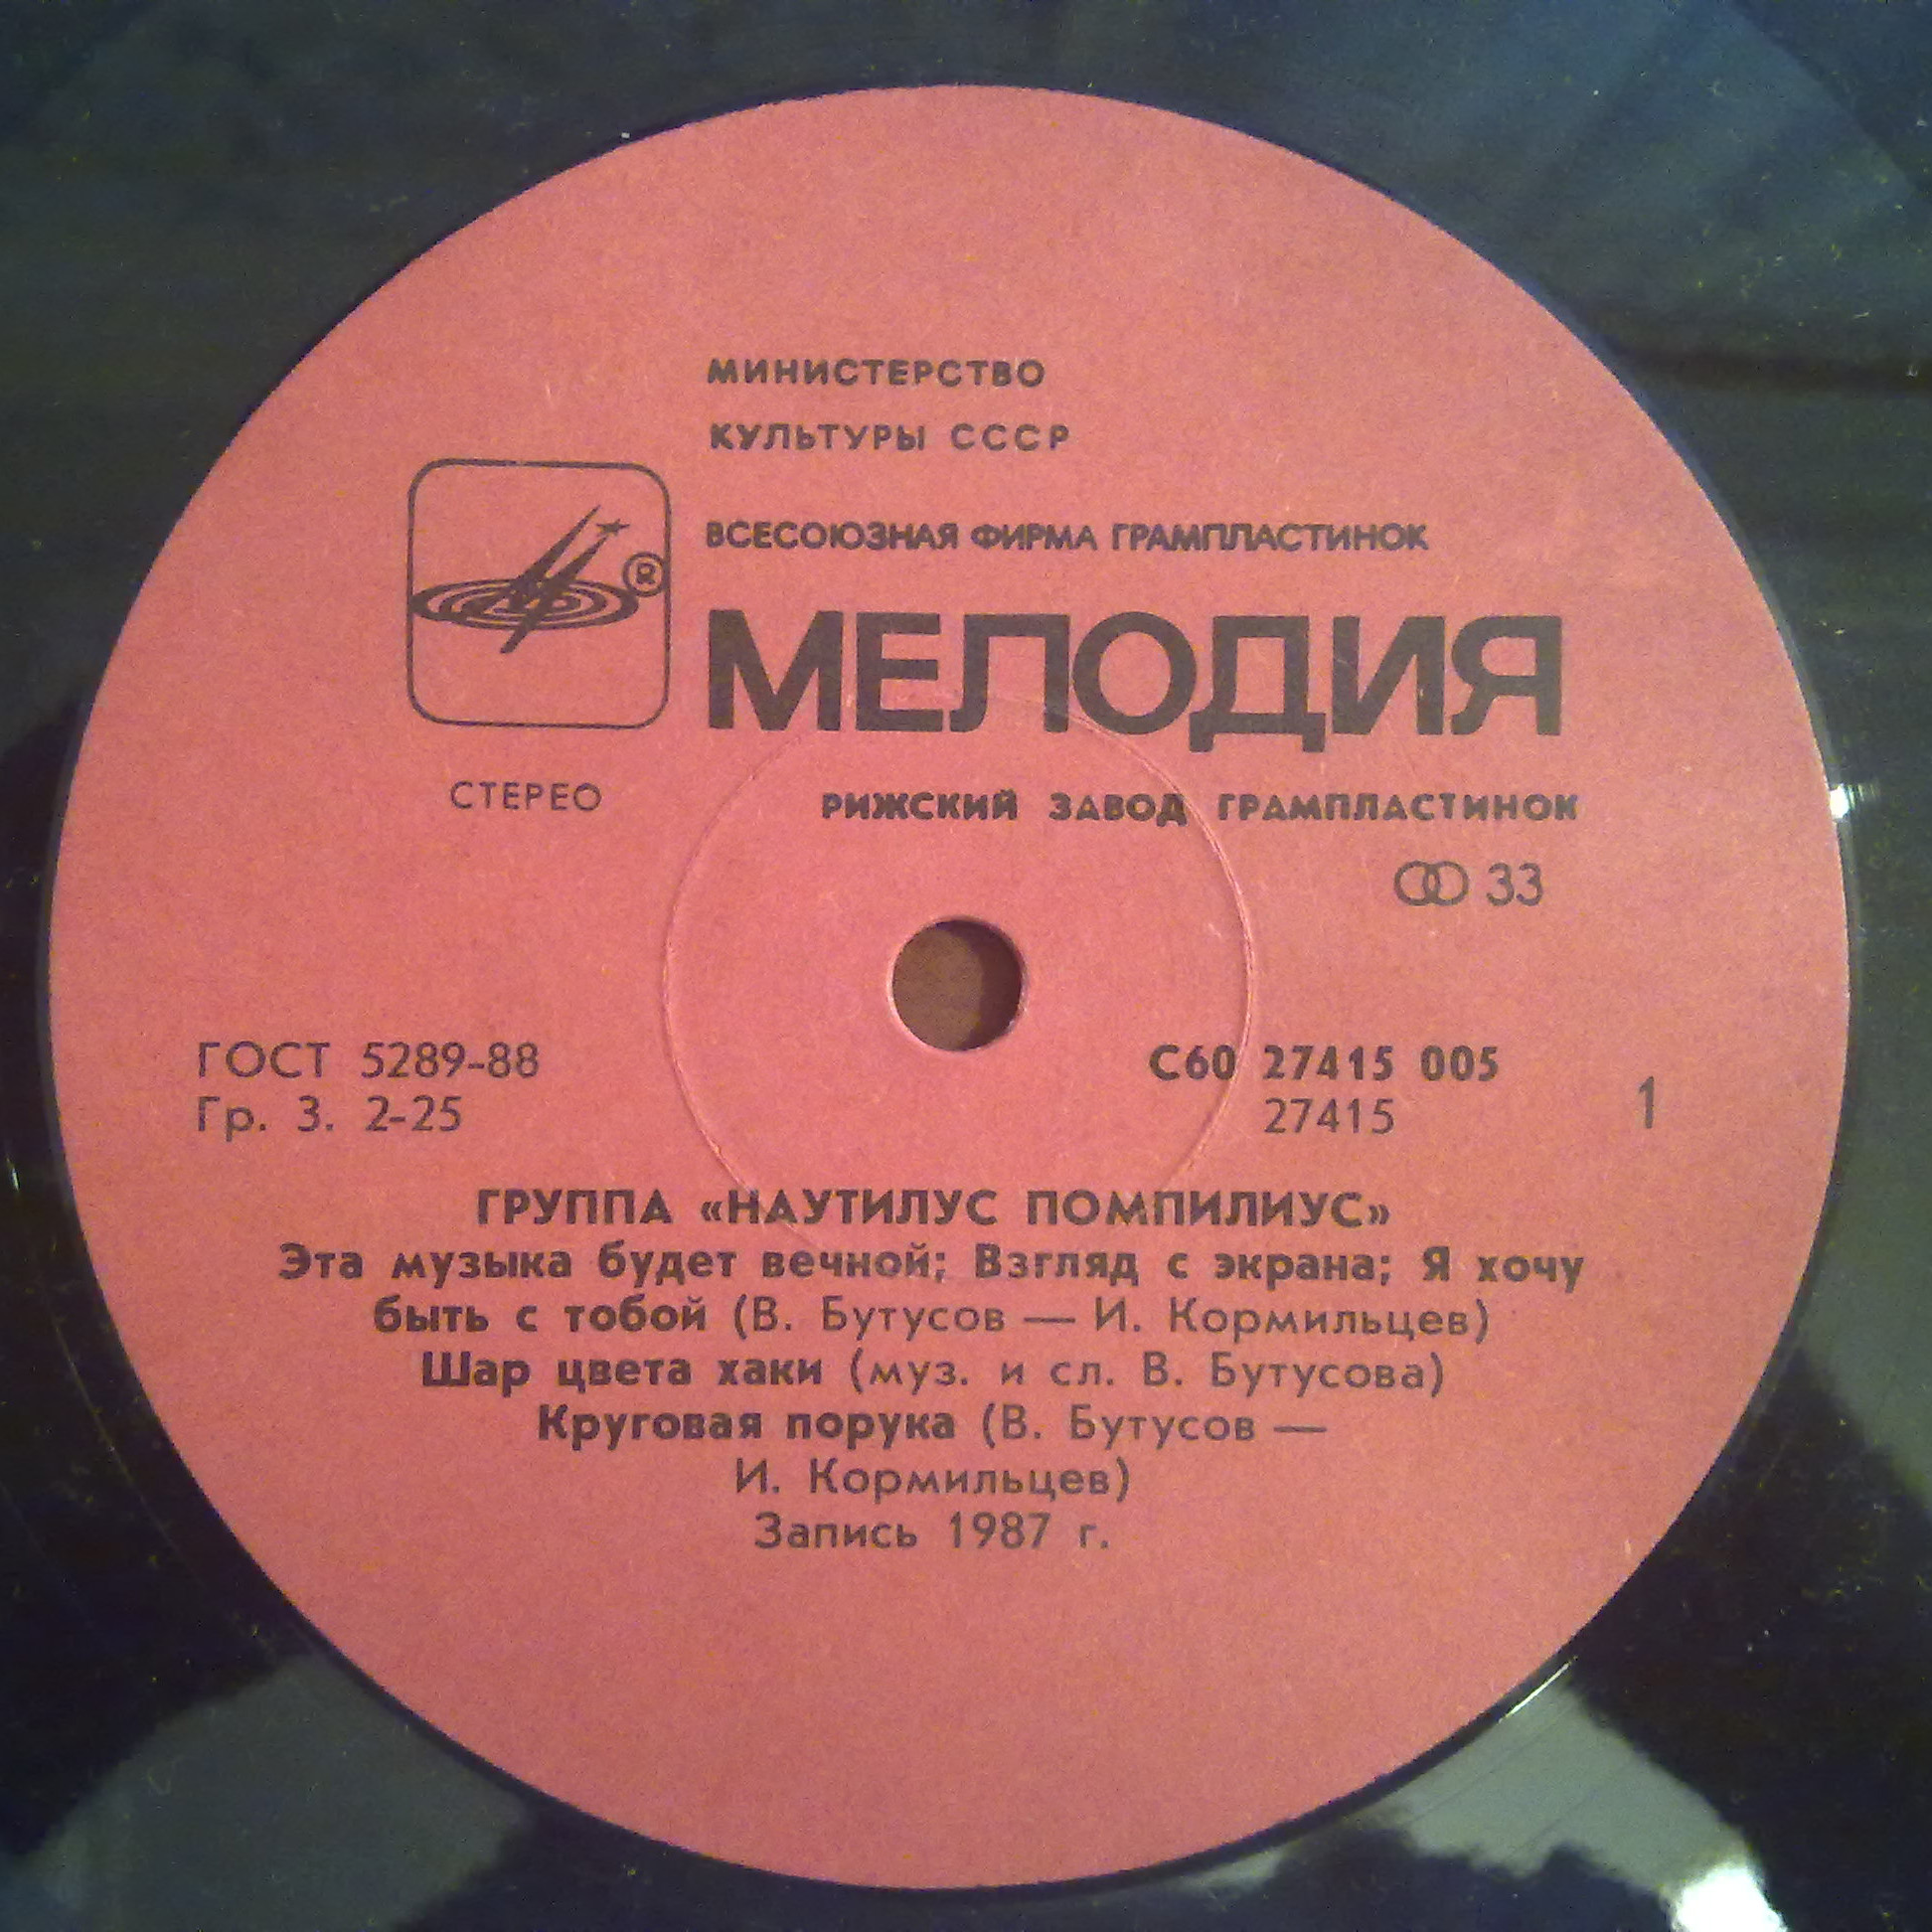 МИНИСТЕРСТВО
КУЛЬТУРЫ СССР
ВСЕСОЮЗНАЯ ФИРМА ГРАМПЛАСТИНОК
®
МЕЛОДИЯ
СТЕРЕО
РИЖСКИЙ ЗАВОД ГРАМПЛАСТИНОК
33
ГОСТ 5289-88
Гр. 3. 2-25
С60 27415 005
27415
1
ГРУППА «НАУТИЛУС ПОМПИЛИУС»
Эта музыка будет вечной; Взгляд с экрана; Я хочу
быть с тобой (В. Бутусов — И. Кормильцев)
Шар цвета хаки (муз. и сл. В. Бутусова)
Круговая порука (В. Бутусов —
И. Кормильцев)
Запись 1987 г.